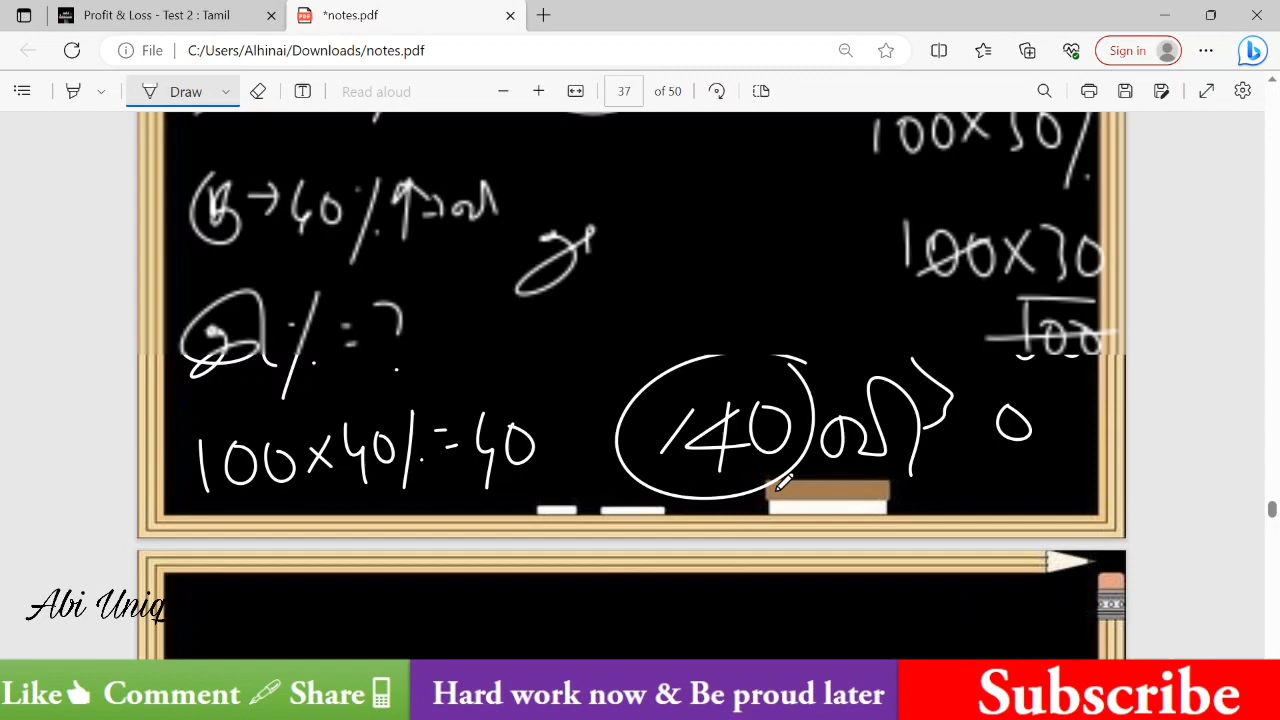 Profit & Loss - Test 2 : Tamil
*notes.pdf
File
C:/Users/Alhinai/Downloads/notes.pdf
Sign in
Draw
Read aloud
37
of 50
100×30%
→40%↑→
100×30
100
%=?
100×40%=40
140
0
Abi Uniq
Like Comment Share
Hard work now & Be proud later
Subscribe